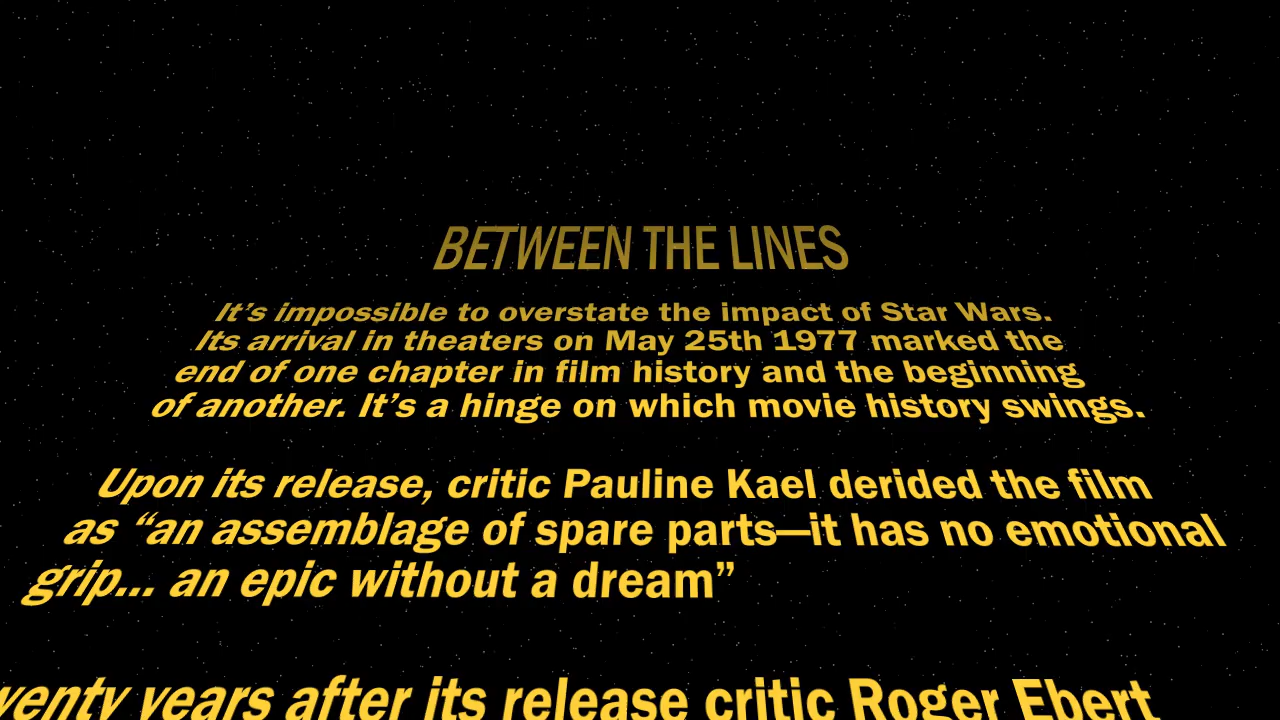 BETWEEN THE LINES
It’s impossible to overstate the impact of Star Wars.
Its arrival in theaters on May 25th 1977 marked the
end of one chapter in film history and the beginning
of another. It’s a hinge on which movie history swings.
Upon its release, critic Pauline Kael derided the film
as “an assemblage of spare parts—it has no emotional
grip... an epic without a dream”
years after its release critic Roger Ebert